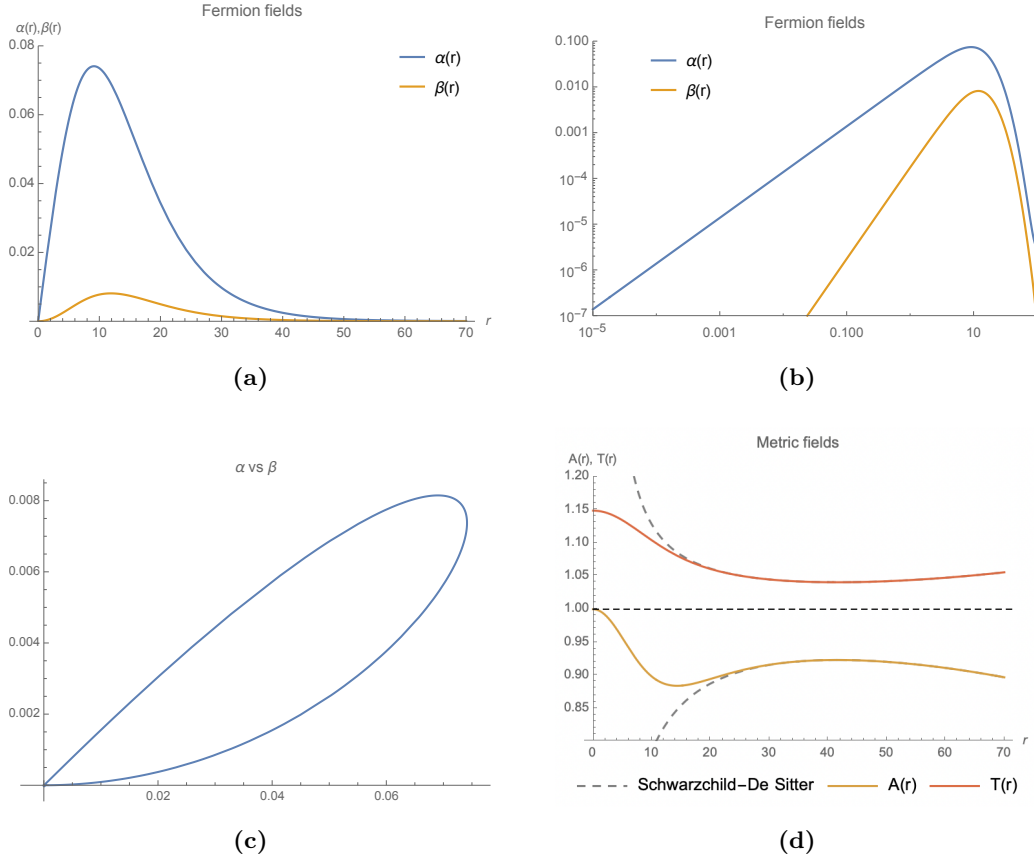 Fermion fields
α(r),β(r)
0.08
0.06
0.04
0.02
0
0 10 20 30 40 50 60 70 r
α(r)
β(r)
(a)
Fermion fields
0.100
0.010
0.001
10⁻⁴
10⁻⁵
10⁻⁶
10⁻⁷
10⁻⁵ 0.001 0.100 10
α(r)
β(r)
(b)
α vs β
0.008
0.006
0.004
0.002
0.02 0.04 0.06
(c)
Metric fields
A(r), T(r)
1.20
1.15
1.10
1.05
1.00
0.95
0.90
0.85
0 10 20 30 40 50 60 70 r
Schwarzchild–De Sitter A(r) T(r)
(d)